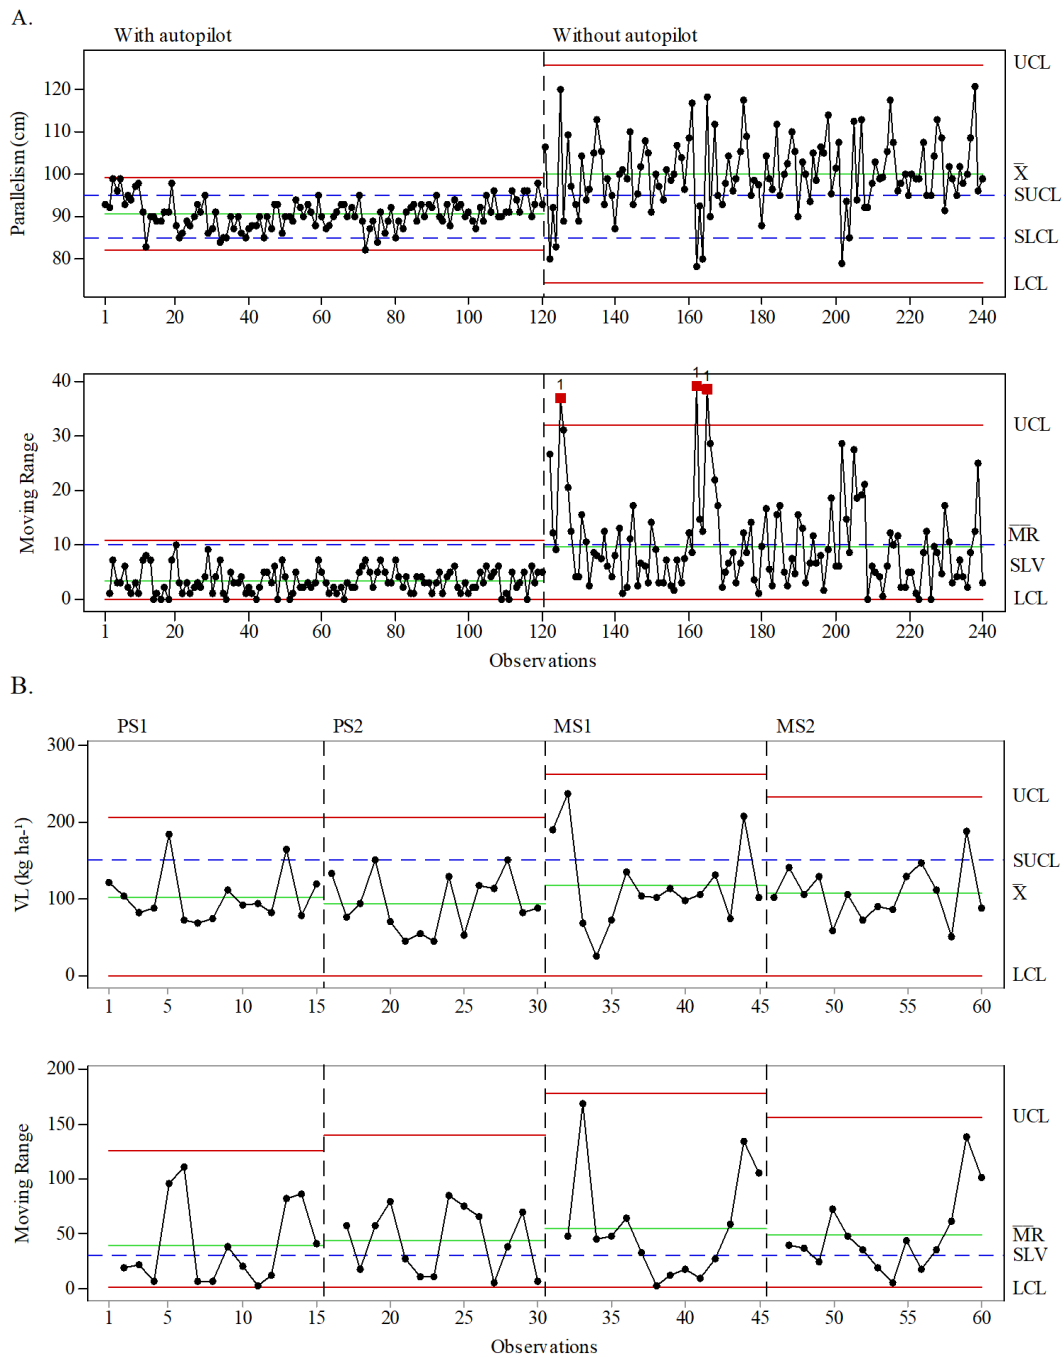 A.
With autopilot Without autopilot
Parallelism (cm)
120
110
100
90
80
UCL
X̅
SUCL
SLCL
LCL
1 20 40 60 80 100 120 140 160 180 200 220 240
Moving Range
40
30
20
10
0
1 1 1
UCL
M̅R̅
SLV
LCL
1 20 40 60 80 100 120 140 160 180 200 220 240
Observations
B.
PS1 PS2 MS1 MS2
VL (kg ha⁻¹)
300
200
100
0
UCL
SUCL
X̅
LCL
1 5 10 15 20 25 30 35 40 45 50 55 60
Moving Range
200
150
100
50
0
UCL
M̅R̅
SLV
LCL
1 5 10 15 20 25 30 35 40 45 50 55 60
Observations